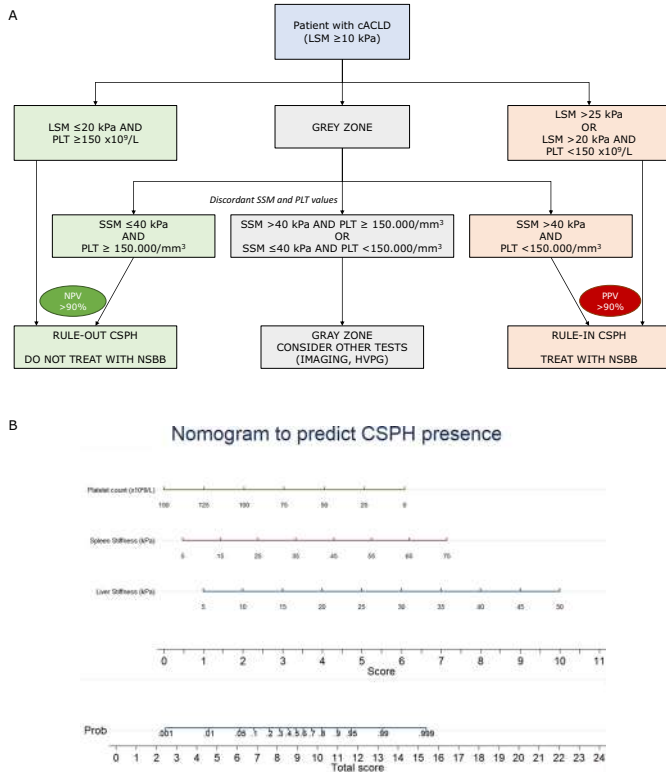 A
Patient with cACLD
(LSM ≥10 kPa)
LSM ≤20 kPa AND
PLT ≥150 x10⁹/L
GREY ZONE
LSM >25 kPa
OR
LSM >20 kPa AND
PLT <150 x10⁹/L
Discordant SSM and PLT values
SSM ≤40 kPa
AND
PLT ≥ 150.000/mm³
SSM >40 kPa AND PLT ≥ 150.000/mm³
OR
SSM ≤40 kPa AND PLT <150.000/mm³
SSM >40 kPa
AND
PLT <150.000/mm³
NPV
>90%
PPV
>90%
RULE-OUT CSPH
DO NOT TREAT WITH NSBB
GRAY ZONE
CONSIDER OTHER TESTS
(IMAGING, HVPG)
RULE-IN CSPH
TREAT WITH NSBB
B
Nomogram to predict CSPH presence
Platelet count (x10^9/L)
125 100 75 50 25 0
Spleen Stiffness (kPa)
5 15 25 35 45 55 65 75
Liver Stiffness (kPa)
5 10 15 20 25 30 35 40 45 50
0 1 2 3 4 5 6 7 8 9 10 11
Score
Prob
.001 .01 .05 .1 .2 .3 .4 .5 .6 .7 .8 .9 .95 .99 .999
0 1 2 3 4 5 6 7 8 9 10 11 12 13 14 15 16 17 18 19 20 21 22 23 24
Total score